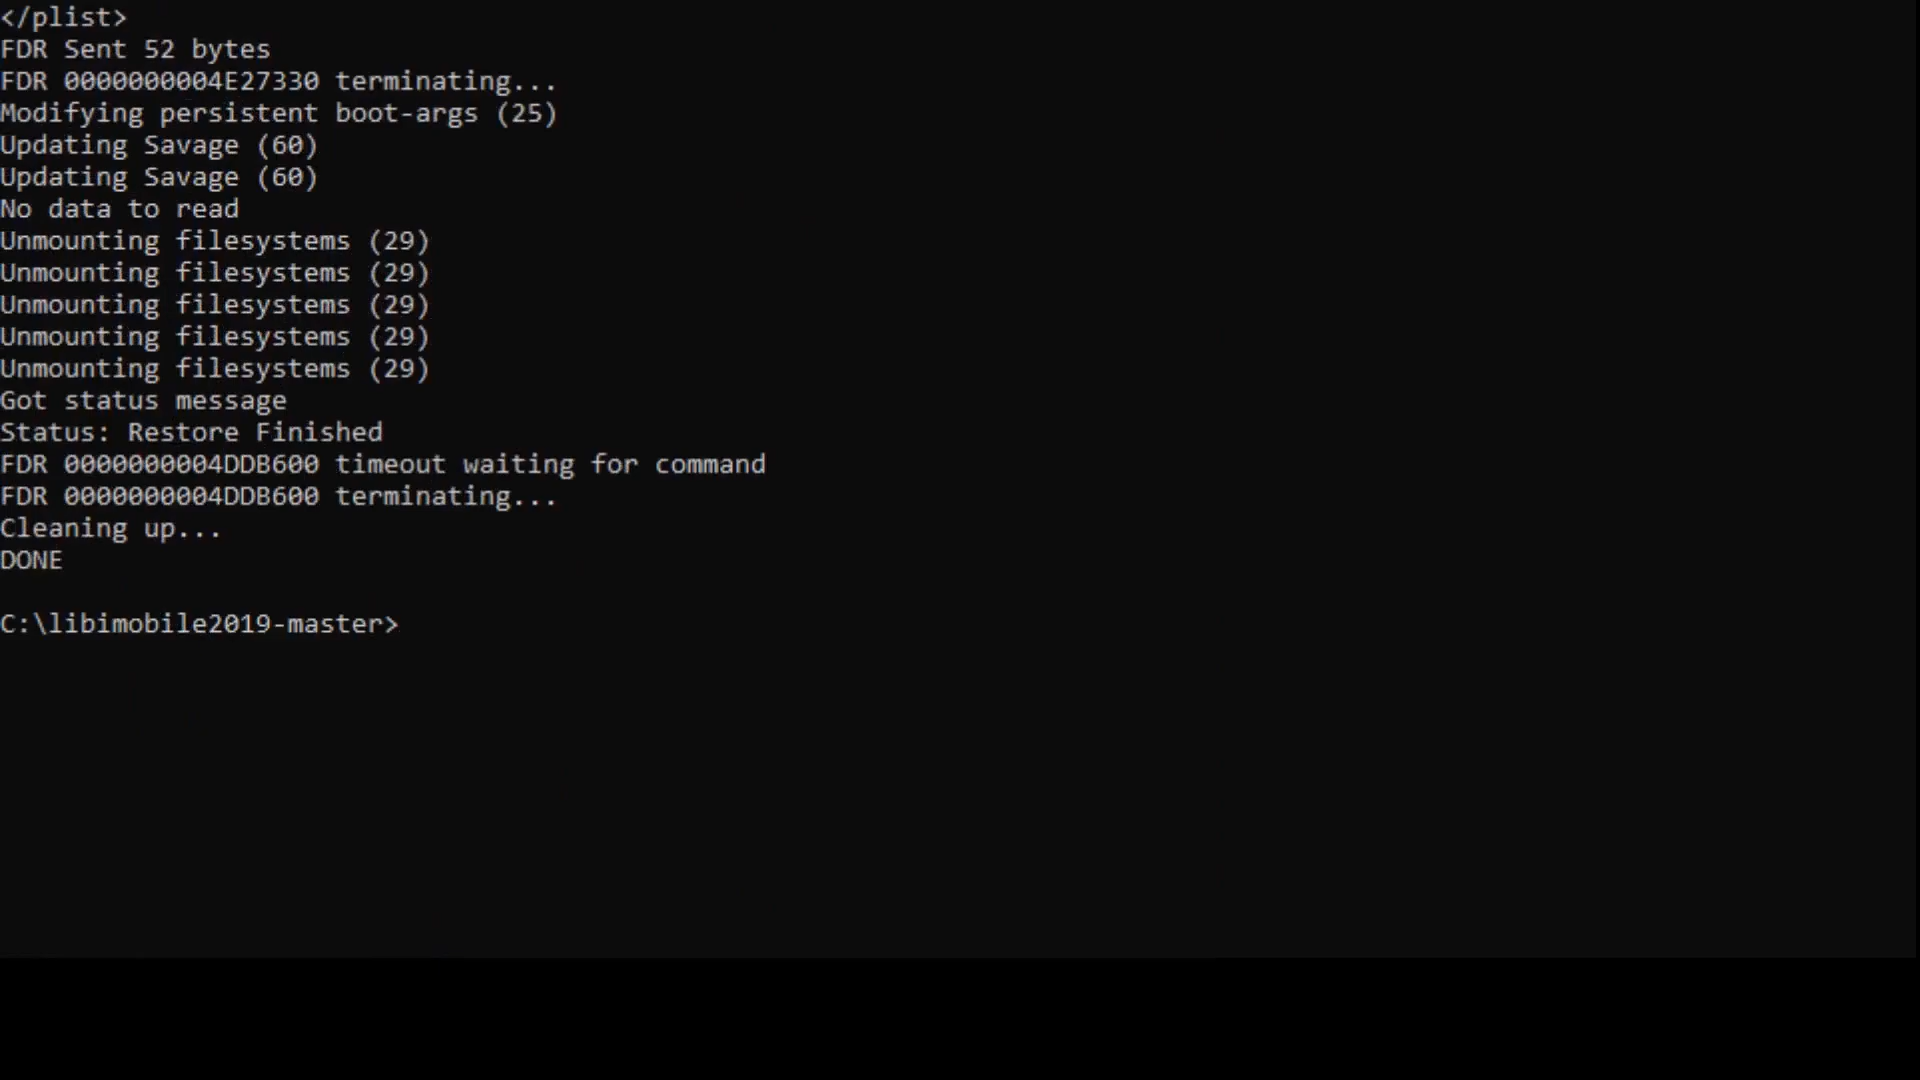 </plist>
FDR Sent 52 bytes
FDR 0000000004E27330 terminating...
Modifying persistent boot-args (25)
Updating Savage (60)
Updating Savage (60)
No data to read
Unmounting filesystems (29)
Unmounting filesystems (29)
Unmounting filesystems (29)
Unmounting filesystems (29)
Unmounting filesystems (29)
Got status message
Status: Restore Finished
FDR 0000000004DDB600 timeout waiting for command
FDR 0000000004DDB600 terminating...
Cleaning up...
DONE
C:\libimobile2019-master>